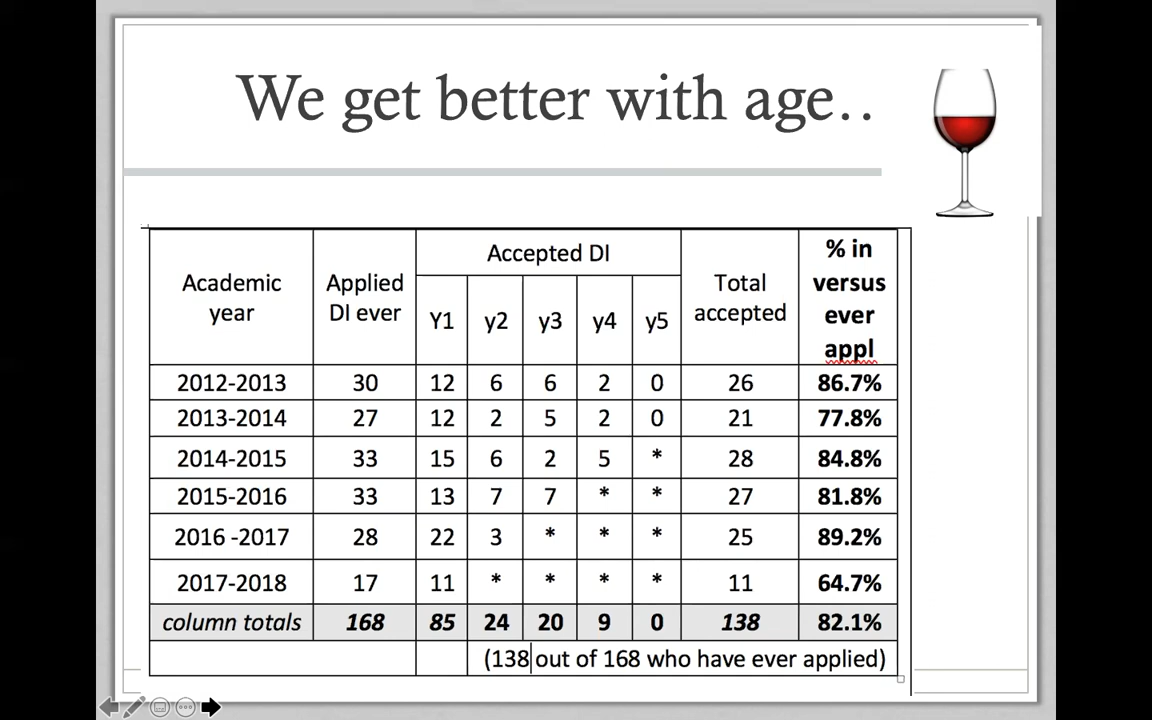 We get better with age..
Academic year
Applied DI ever
Accepted DI
Total accepted
% in versus ever appl
Y1 y2 y3 y4 y5
2012-2013 30 12 6 6 2 0 26 86.7%
2013-2014 27 12 2 5 2 0 21 77.8%
2014-2015 33 15 6 2 5 * 28 84.8%
2015-2016 33 13 7 7 * * 27 81.8%
2016 -2017 28 22 3 * * * 25 89.2%
2017-2018 17 11 * * * * 11 64.7%
column totals 168 85 24 20 9 0 138 82.1%
(138 out of 168 who have ever applied)